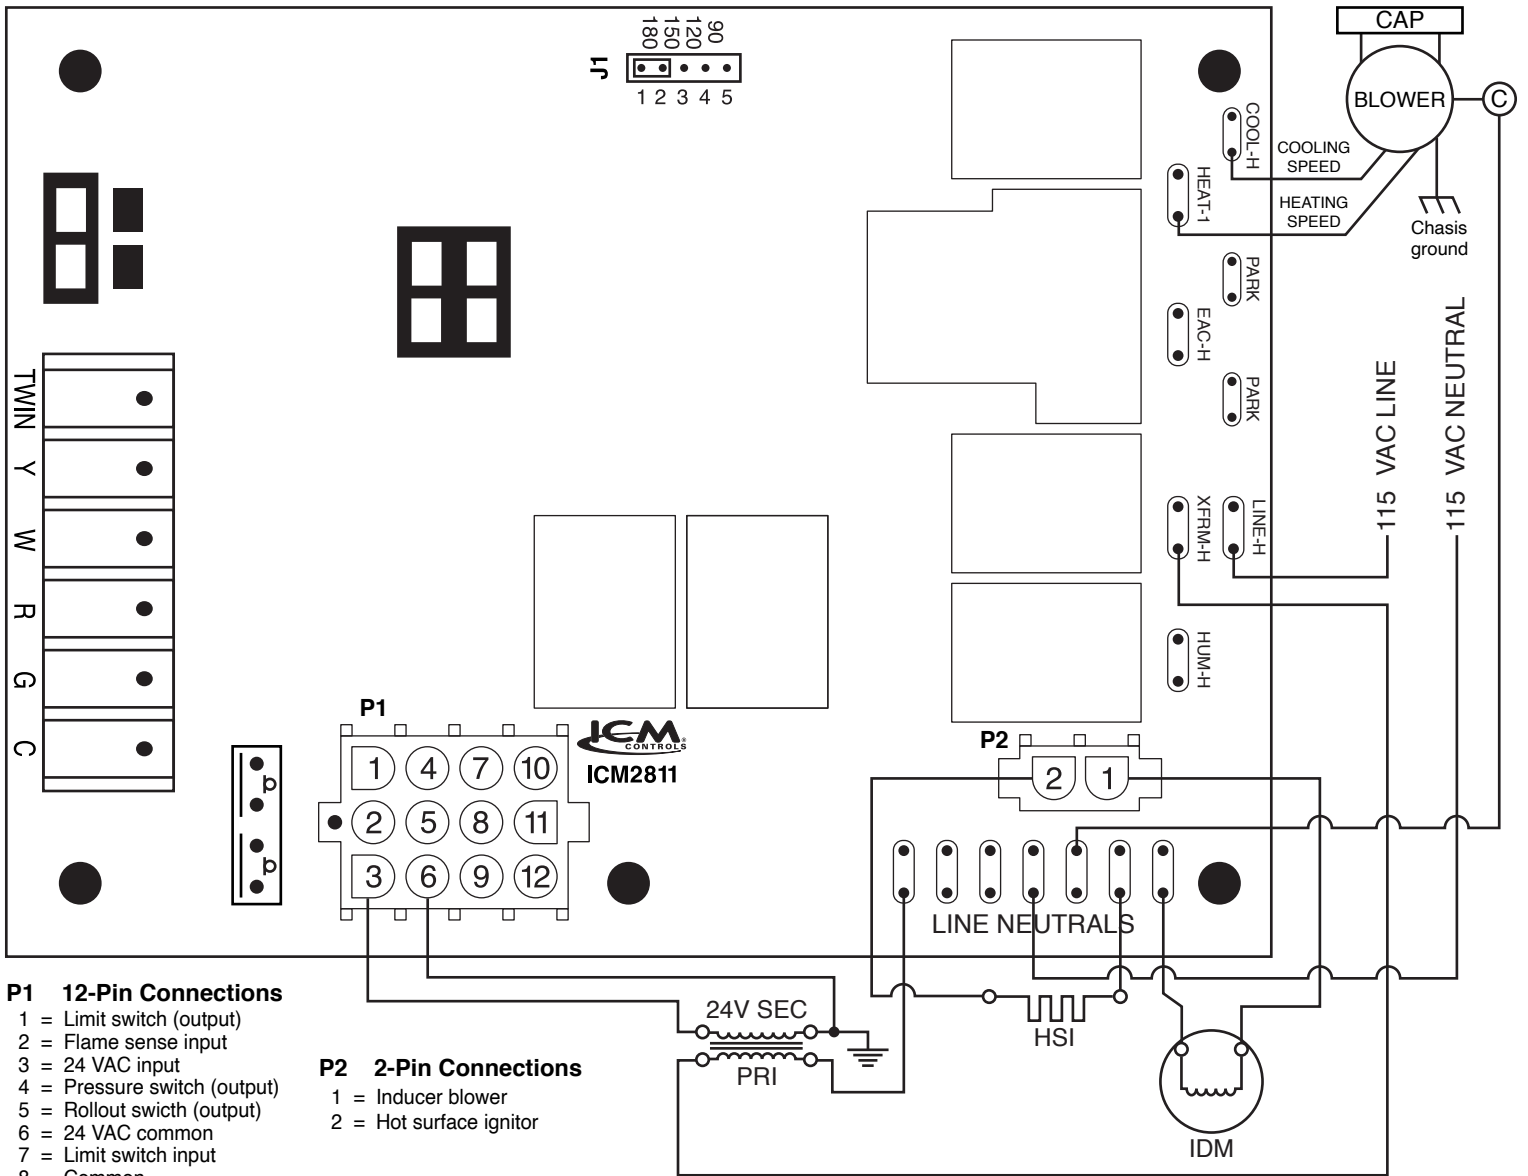 180
150
120
90
J1
1 2 3 4 5
CAP
BLOWER
C
COOL-H
COOLING
SPEED
HEAT-1
HEATING
SPEED
Chasis
ground
PARK
EAC-H
PARK
115 VAC LINE
115 VAC NEUTRAL
XFRM-H
LINE-H
HUM-H
TWIN
Y
W
R
G
C
P1
1 4 7 10
2 5 8 11
3 6 9 12
ICM
CONTROLS
ICM2811
P2
2 1
LINE NEUTRALS
24V SEC
PRI
HSI
IDM
P1 12-Pin Connections
1 = Limit switch (output)
2 = Flame sense input
3 = 24 VAC input
4 = Pressure switch (output)
5 = Rollout swicth (output)
6 = 24 VAC common
7 = Limit switch input
8 = Common
P2 2-Pin Connections
1 = Inducer blower
2 = Hot surface ignitor